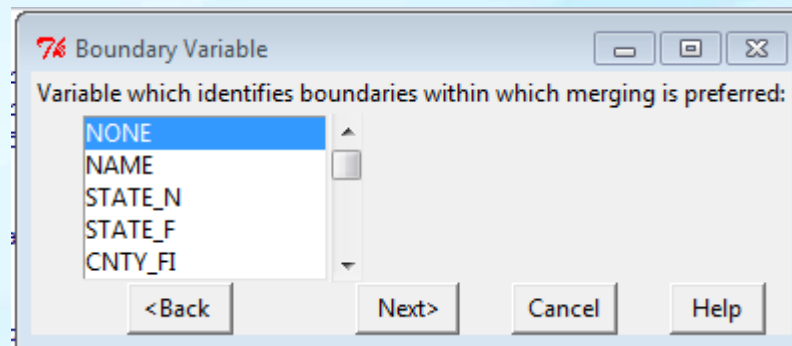 Boundary Variable
Variable which identifies boundaries within which merging is preferred:
NONE
NAME
STATE_N
STATE_F
CNTY_FI
<Back Next> Cancel Help